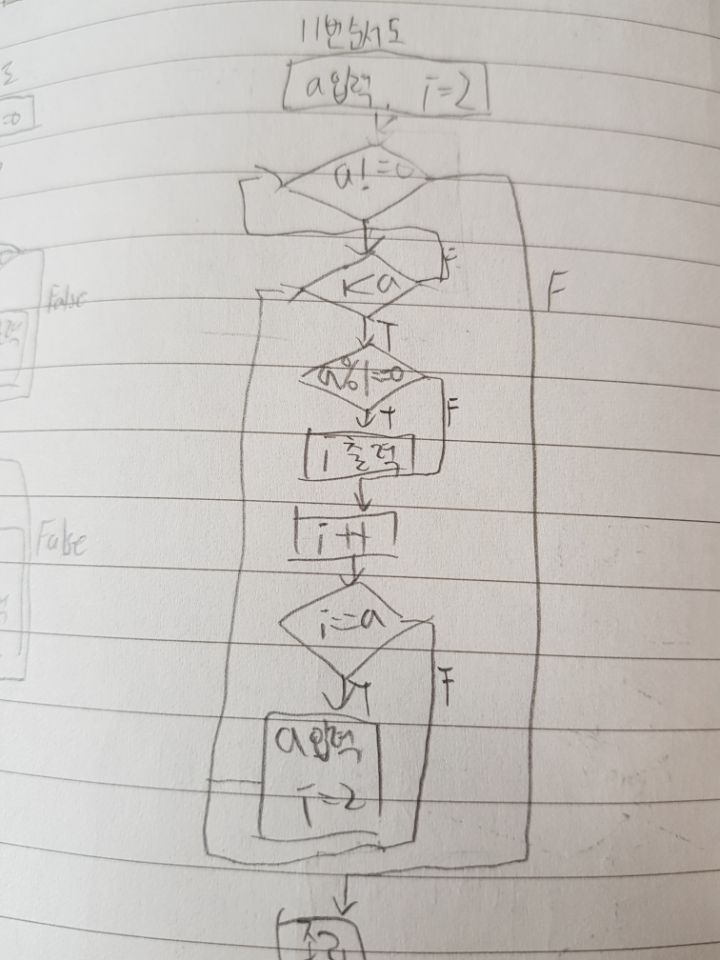 11번순서도
a입력, i=2
a!=0
F
i<a
F
T
a%i==0
T
F
i 출력
i++
i==a
T
F
a입력
i=2
종료
False
False
=0